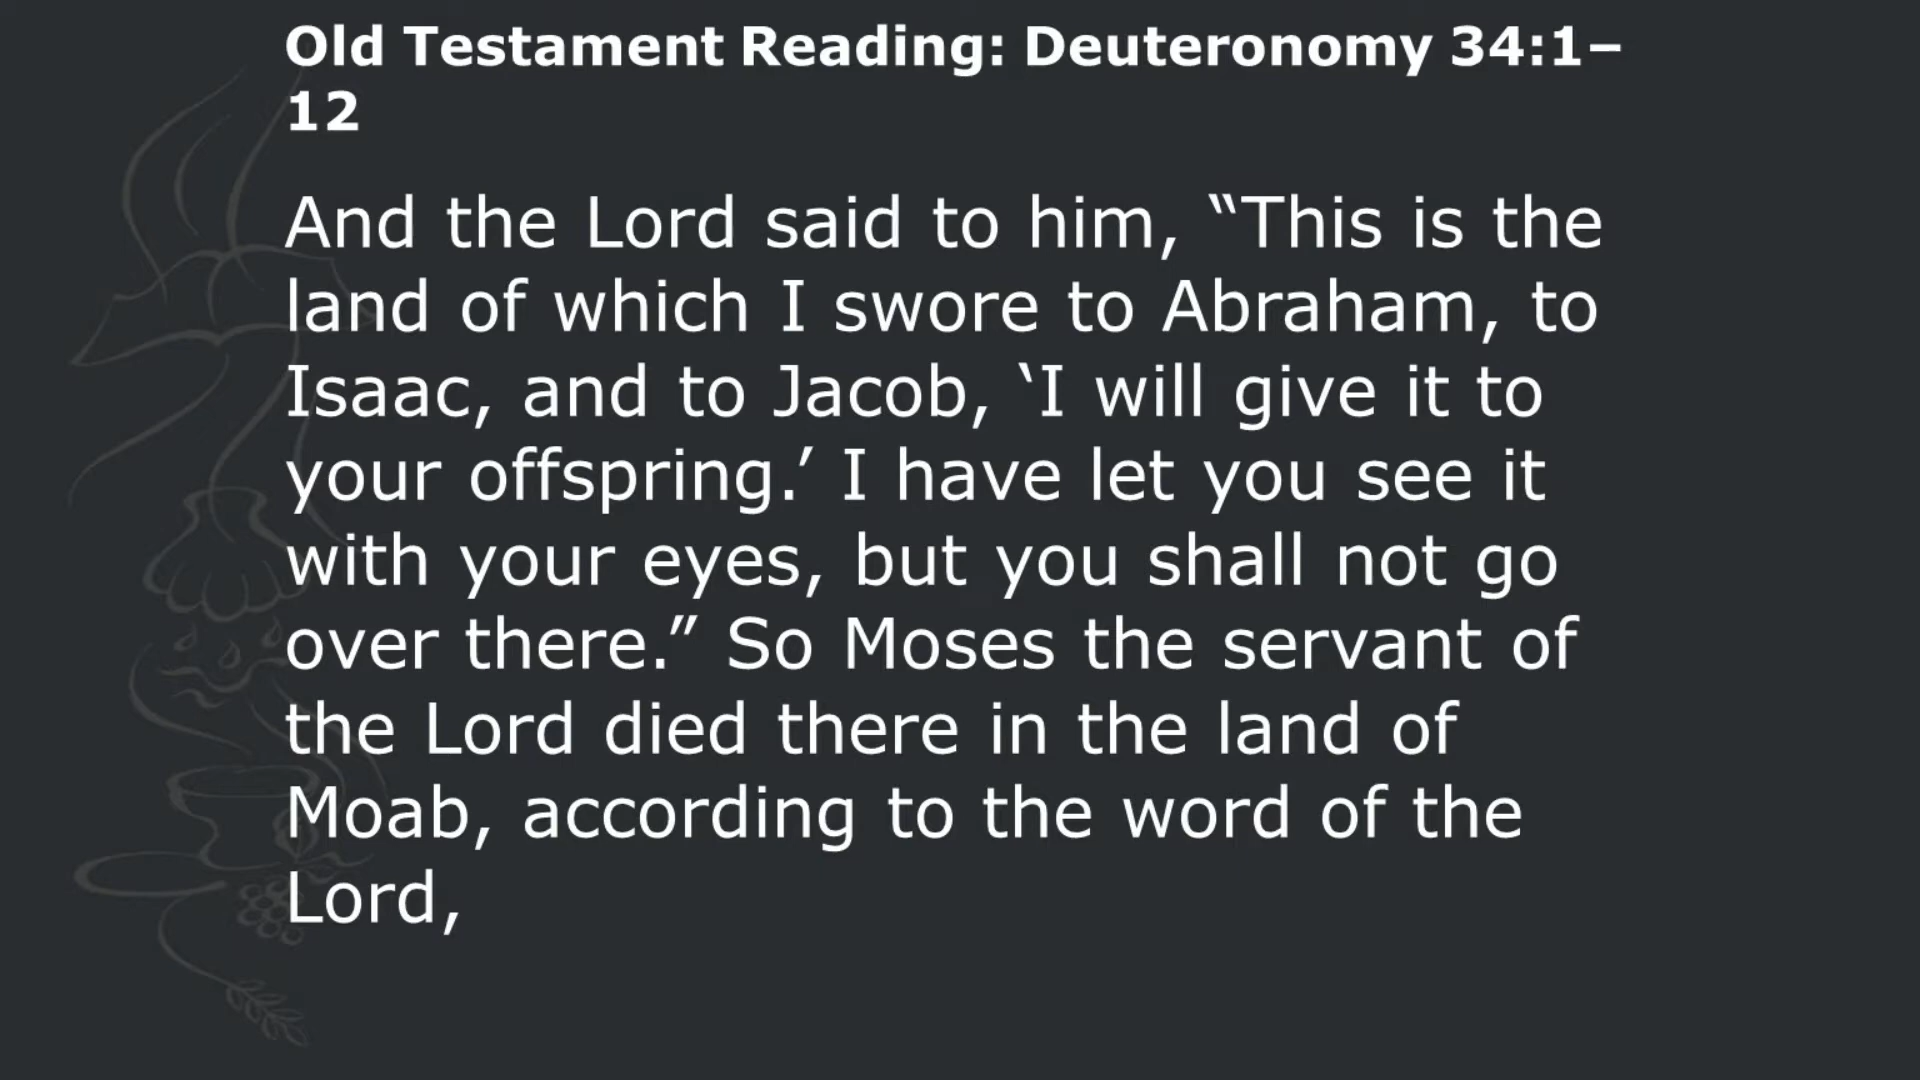 Old Testament Reading: Deuteronomy 34:1–
12
And the Lord said to him, “This is the
land of which I swore to Abraham, to
Isaac, and to Jacob, ‘I will give it to
your offspring.’ I have let you see it
with your eyes, but you shall not go
over there.” So Moses the servant of
the Lord died there in the land of
Moab, according to the word of the
Lord,